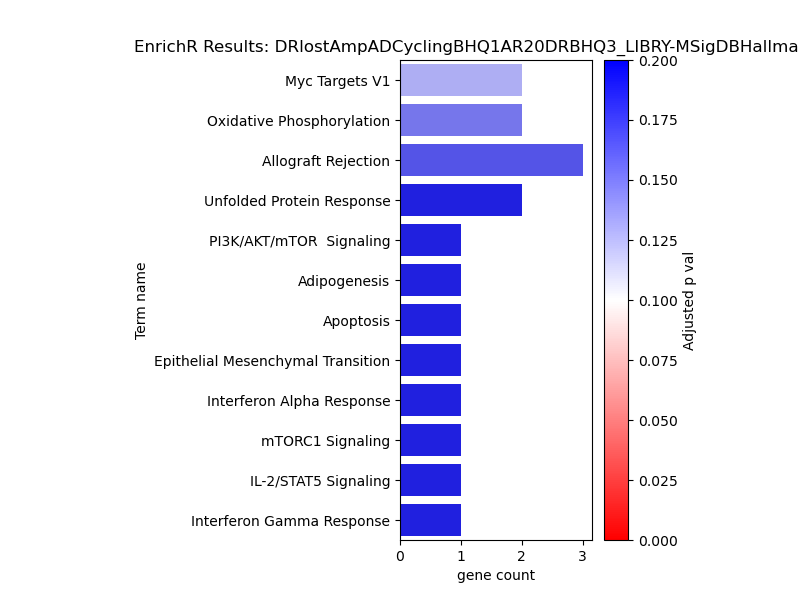 EnrichR Results: DRlostAmpADCyclingBHQ1AR20DRBHQ3_LIBRY-MSigDBHallma
Myc Targets V1
Oxidative Phosphorylation
Allograft Rejection
Unfolded Protein Response
PI3K/AKT/mTOR  Signaling
Adipogenesis
Apoptosis
Epithelial Mesenchymal Transition
Interferon Alpha Response
mTORC1 Signaling
IL-2/STAT5 Signaling
Interferon Gamma Response
Term name
0 1 2 3
gene count
0.200
0.175
0.150
0.125
0.100
0.075
0.050
0.025
0.000
Adjusted p val